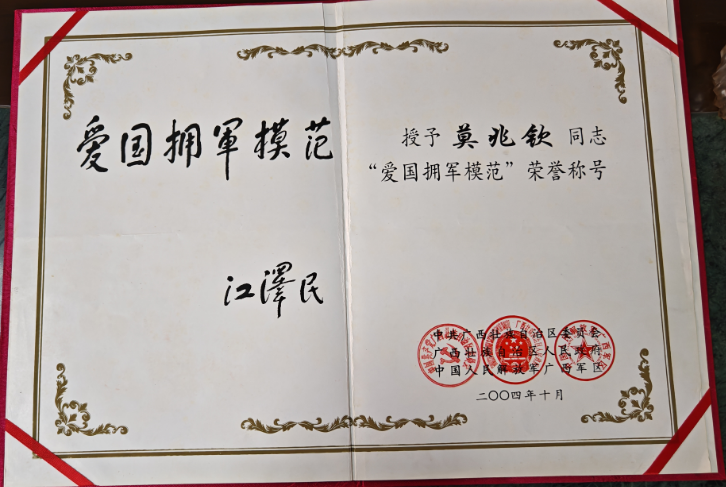 爱国拥軍模范
江澤民
授予 莫兆钦 同志
“爱国拥军模范”荣誉称号
中共广西壮族自治区委员会
广西壮族自治区人民政府
中国人民解放军广西军区
二〇〇四年十月